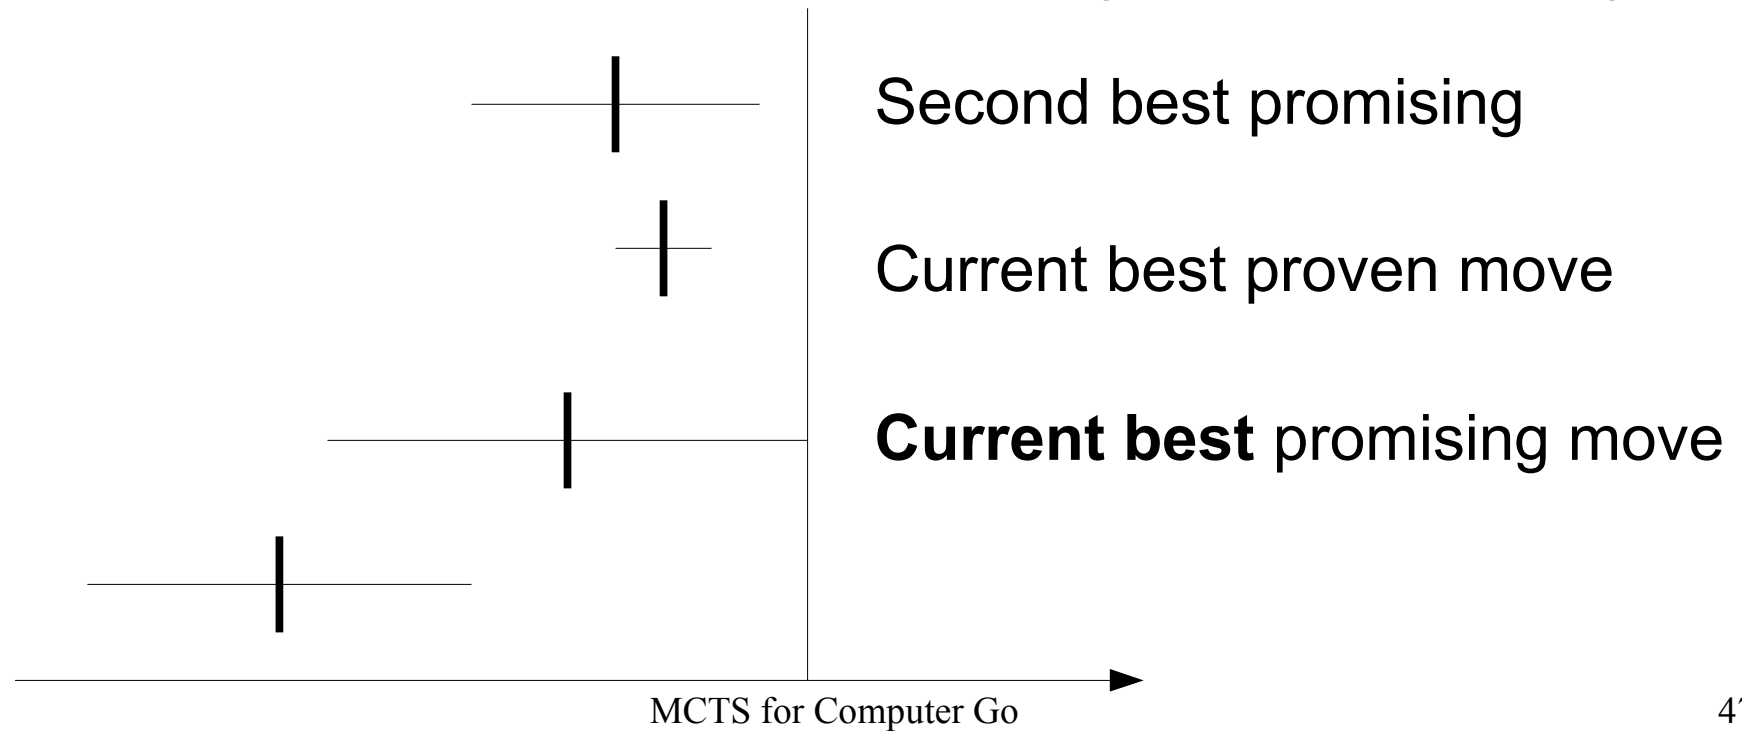 Second best promising
Current best proven move
Current best promising move
MCTS for Computer Go